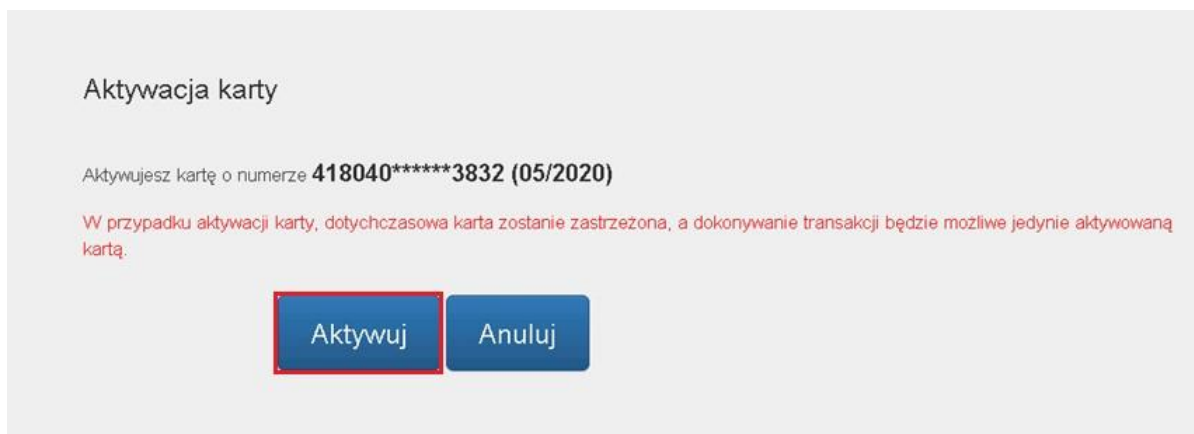 Aktywacja karty
Aktywujesz kartę o numerze 418040******3832 (05/2020)
W przypadku aktywacji karty, dotychczasowa karta zostanie zastrzeżona, a dokonywanie transakcji będzie możliwe jedynie aktywowaną
kartą.
Aktywuj Anuluj